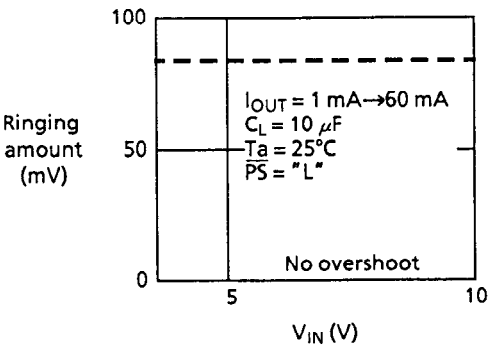 100
Ringing
amount
(mV)
50
0
I_OUT = 1 mA→60 mA
C_L = 10 μF
Ta = 25°C
P̅S̅ = "L"
No overshoot
5
10
V_IN (V)